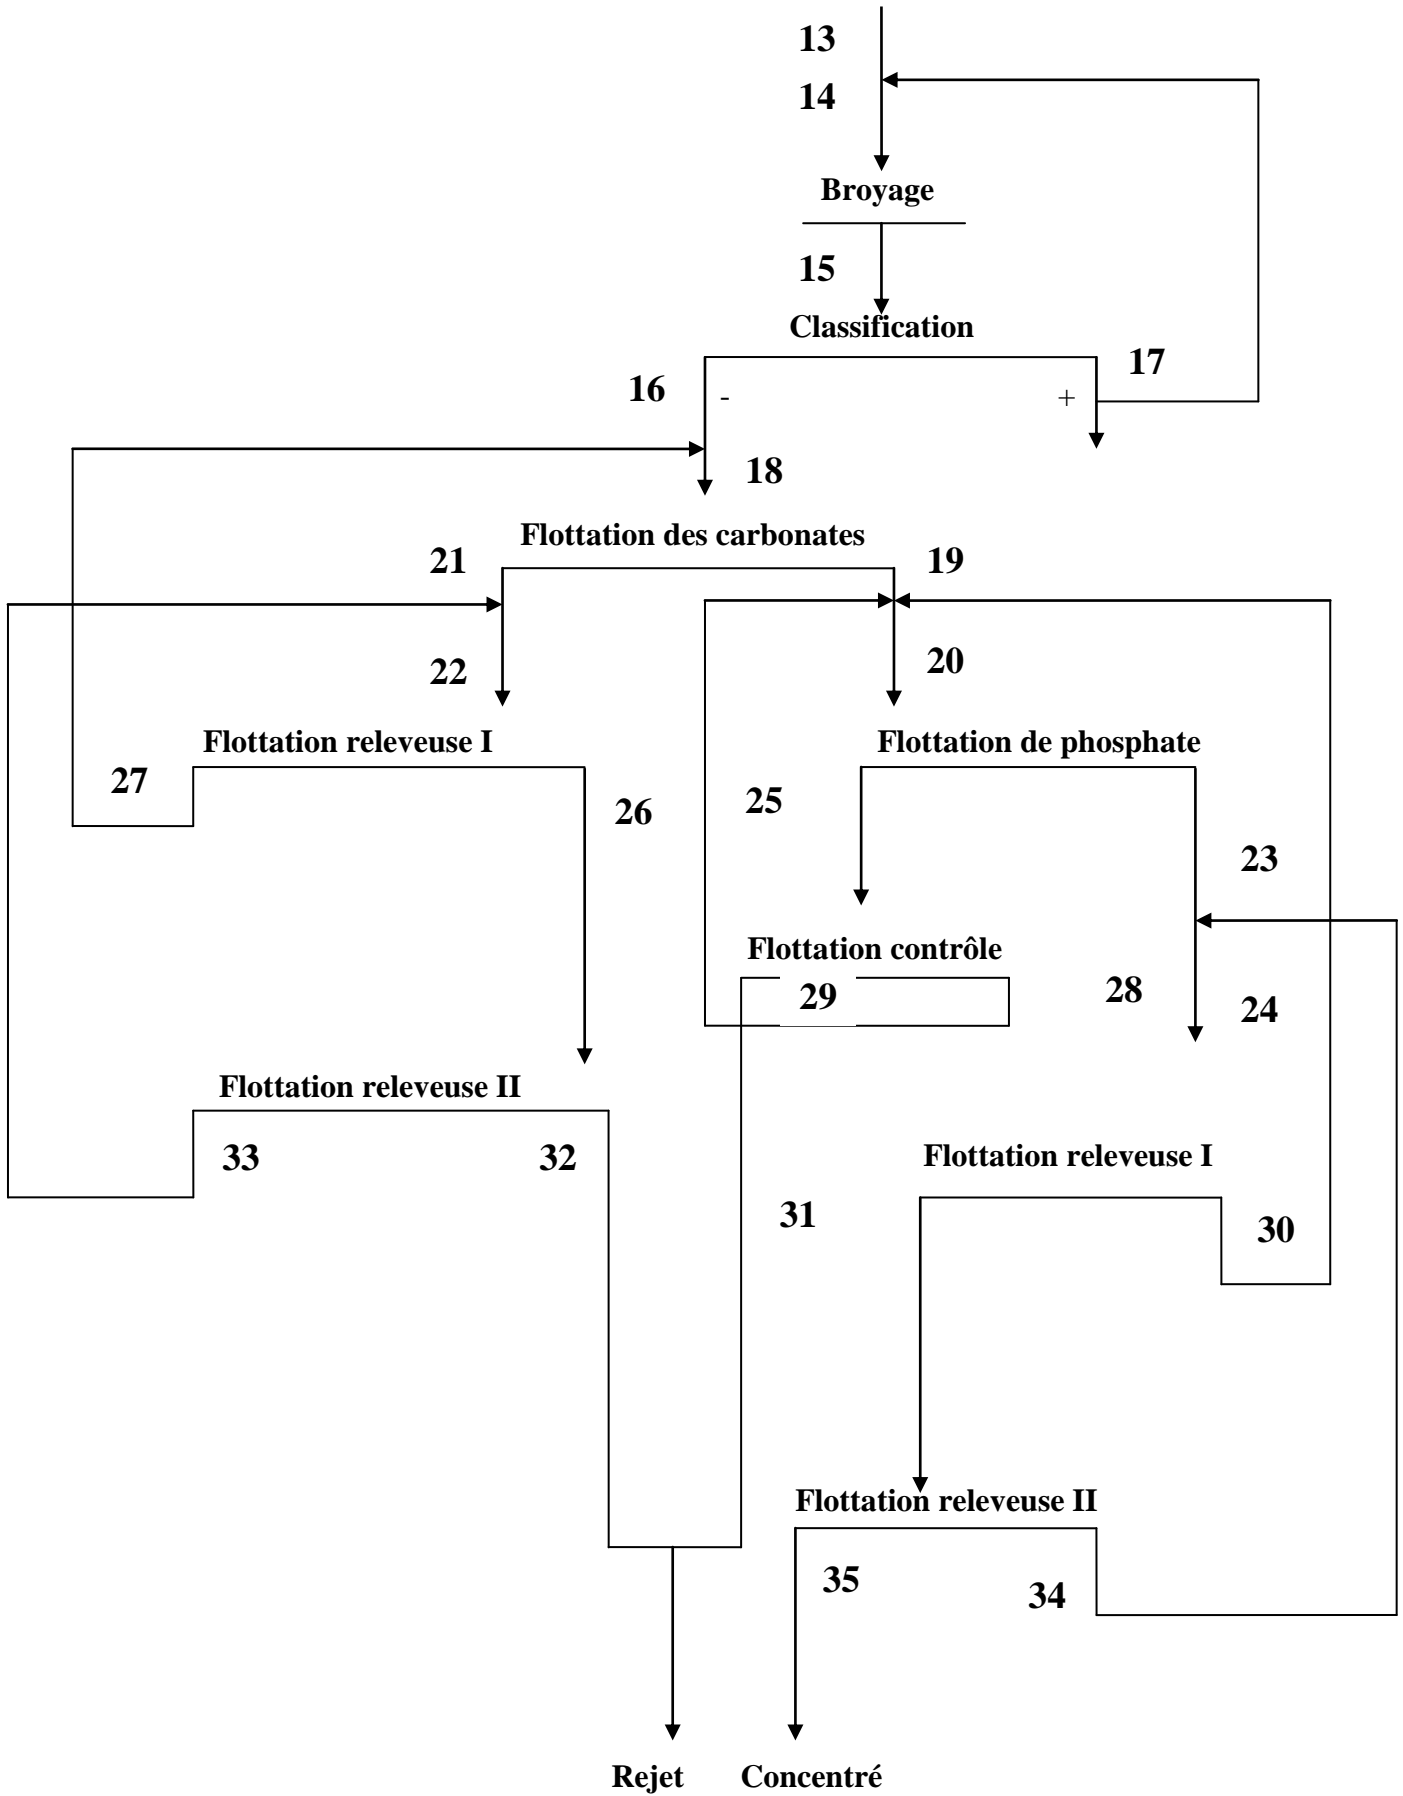 13
14
Broyage
15
Classification
17
16
-
+
18
Flottation des carbonates
21
19
22
20
Flottation releveuse I
Flottation de phosphate
27
25
26
23
Flottation contrôle
29
28
24
Flottation releveuse II
33
32
Flottation releveuse I
31
30
Flottation releveuse II
35
34
Rejet
Concentré